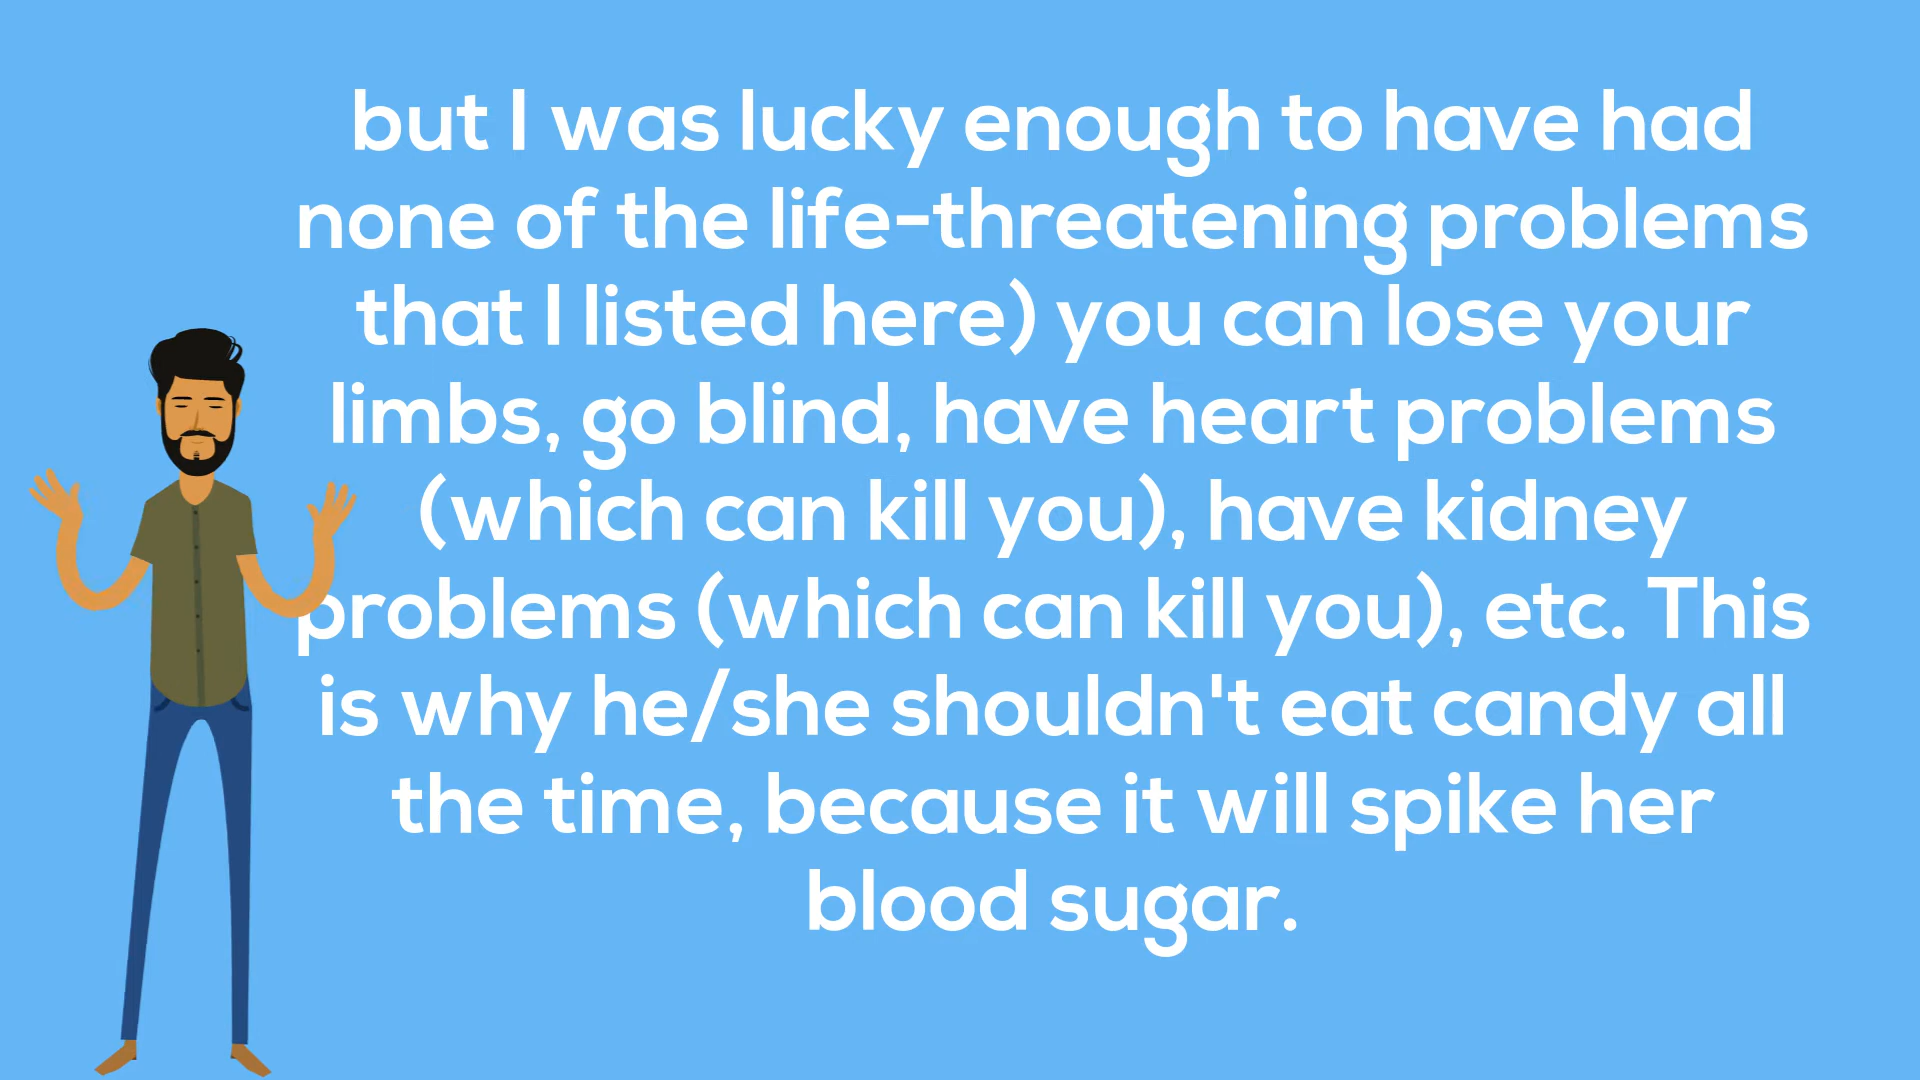 but I was lucky enough to have had
none of the life-threatening problems
that I listed here) you can lose your
limbs, go blind, have heart problems
(which can kill you), have kidney
problems (which can kill you), etc. This
is why he/she shouldn't eat candy all
the time, because it will spike her
blood sugar.